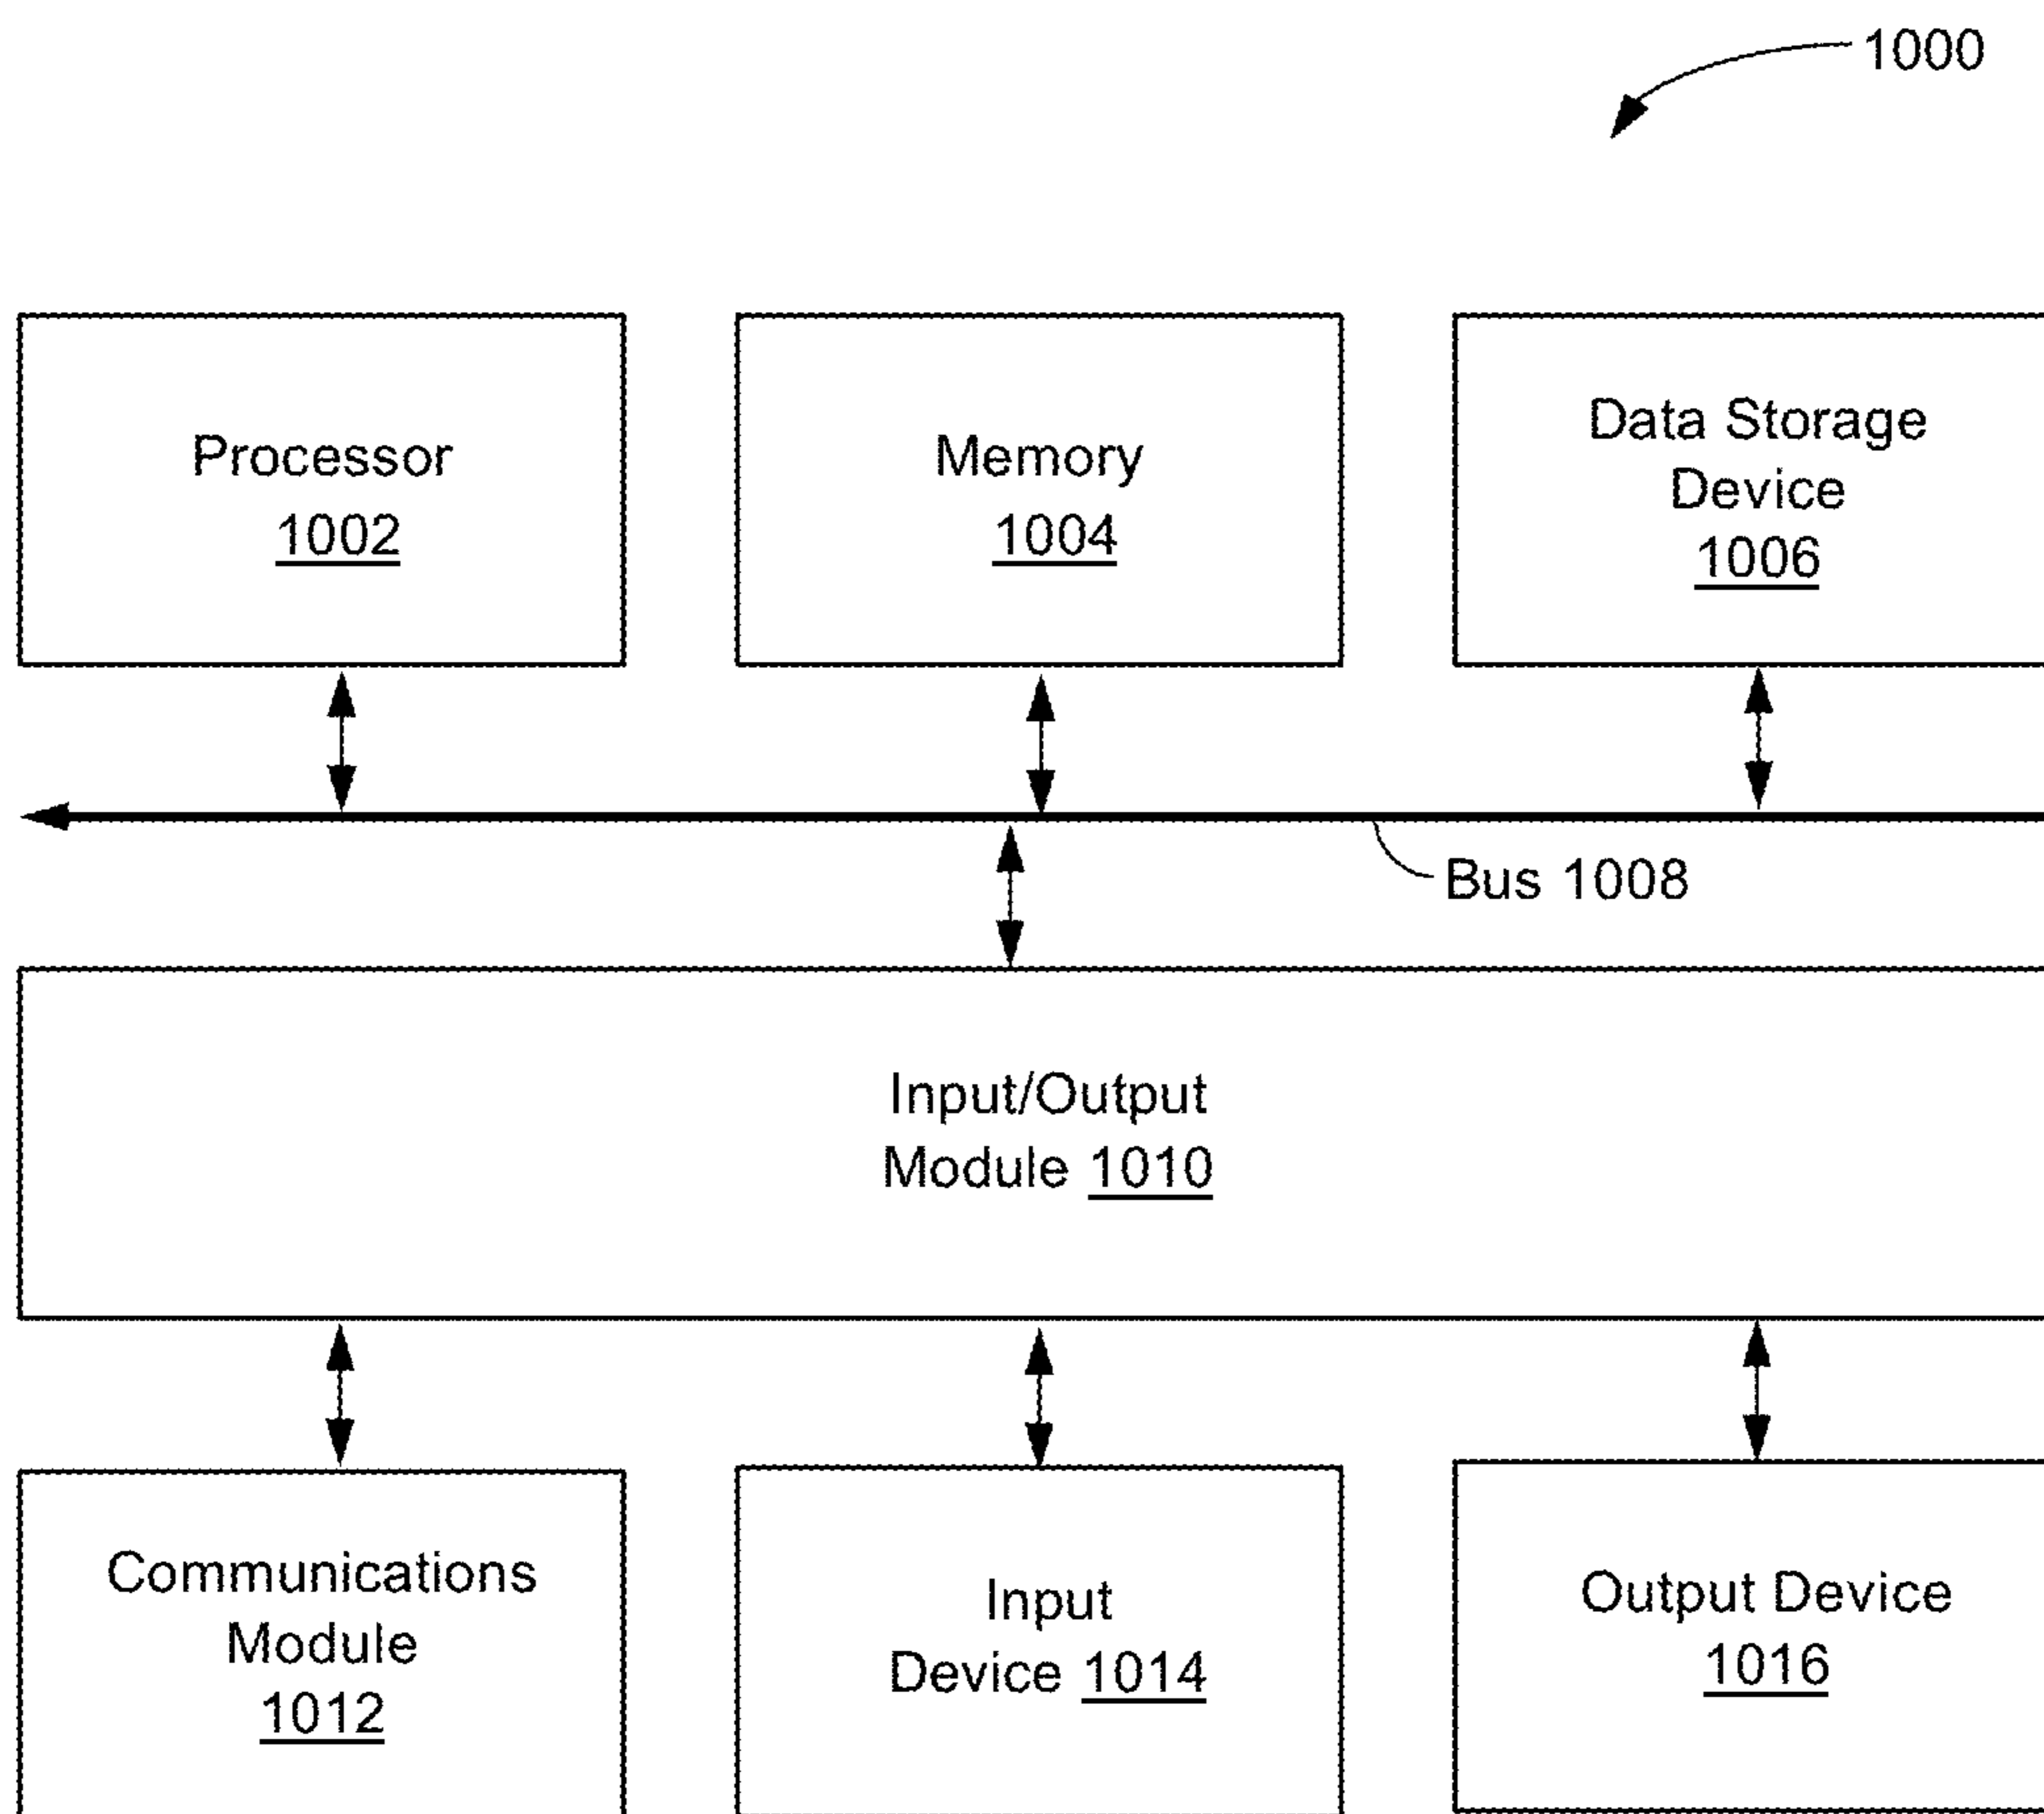 1000
Processor
1002
Memory
1004
Data Storage
Device
1006
Bus 1008
Input/Output
Module 1010
Communications
Module
1012
Input
Device 1014
Output Device
1016